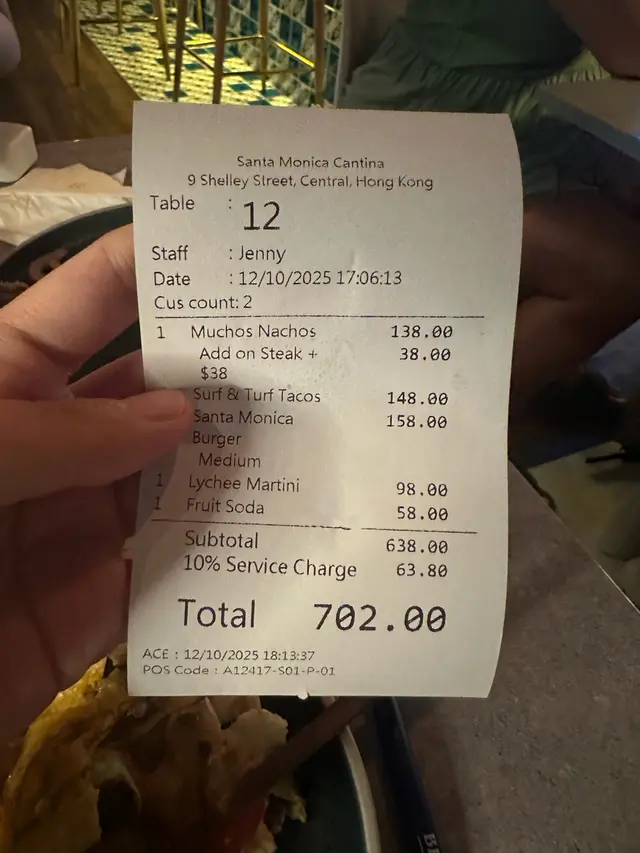 Santa Monica Cantina
9 Shelley Street, Central, Hong Kong
Table : 12
Staff : Jenny
Date : 12/10/2025 17:06:13
Cus count: 2
1 Muchos Nachos 138.00
Add on Steak + 38.00
$38
Surf & Turf Tacos 148.00
Santa Monica 158.00
Burger
Medium
1 Lychee Martini 98.00
1 Fruit Soda 58.00
Subtotal 638.00
10% Service Charge 63.80
Total 702.00
ACE : 12/10/2025 18:13:37
POS Code : A12417-S01-P-01